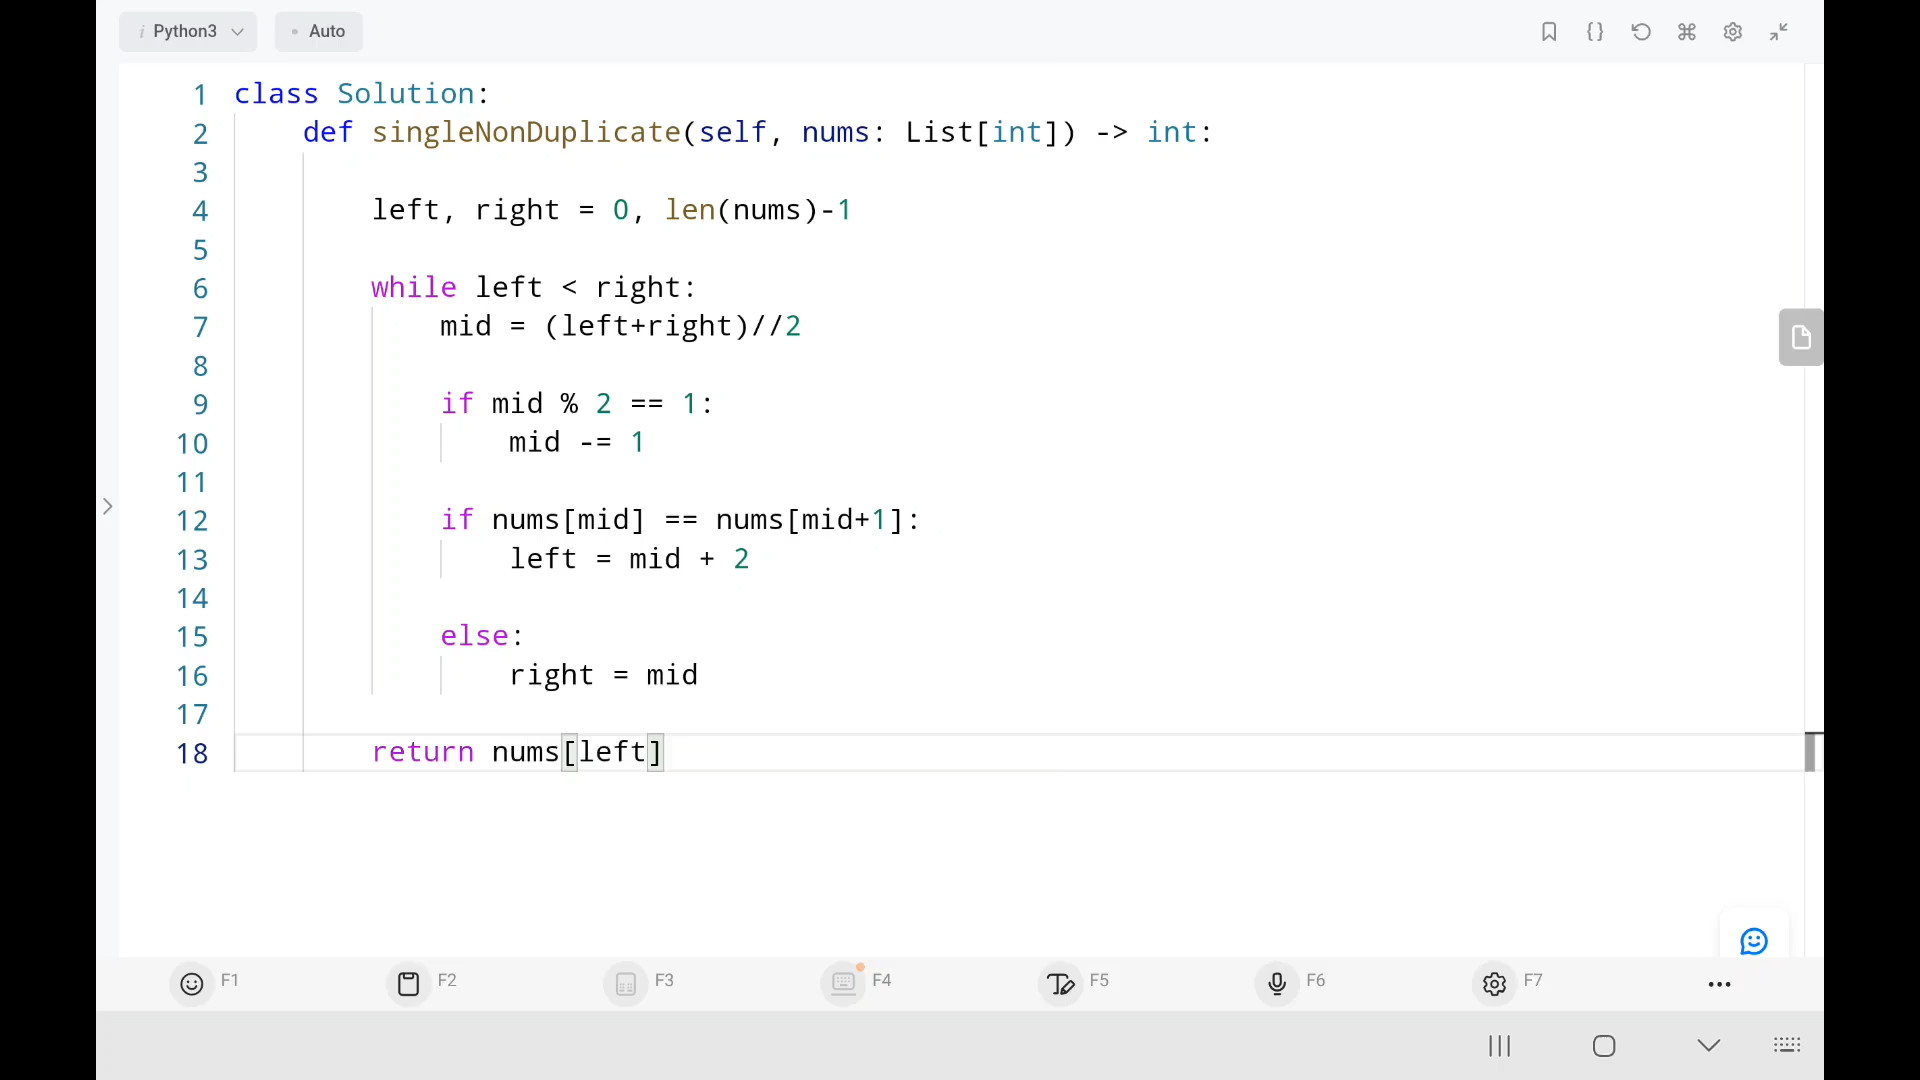 Python3 Auto
1 class Solution:
2 def singleNonDuplicate(self, nums: List[int]) -> int:
3
4 left, right = 0, len(nums)-1
5
6 while left < right:
7 mid = (left+right)//2
8
9 if mid % 2 == 1:
10 mid -= 1
11
12 if nums[mid] == nums[mid+1]:
13 left = mid + 2
14
15 else:
16 right = mid
17
18 return nums[left]
F1 F2 F3 F4 F5 F6 F7